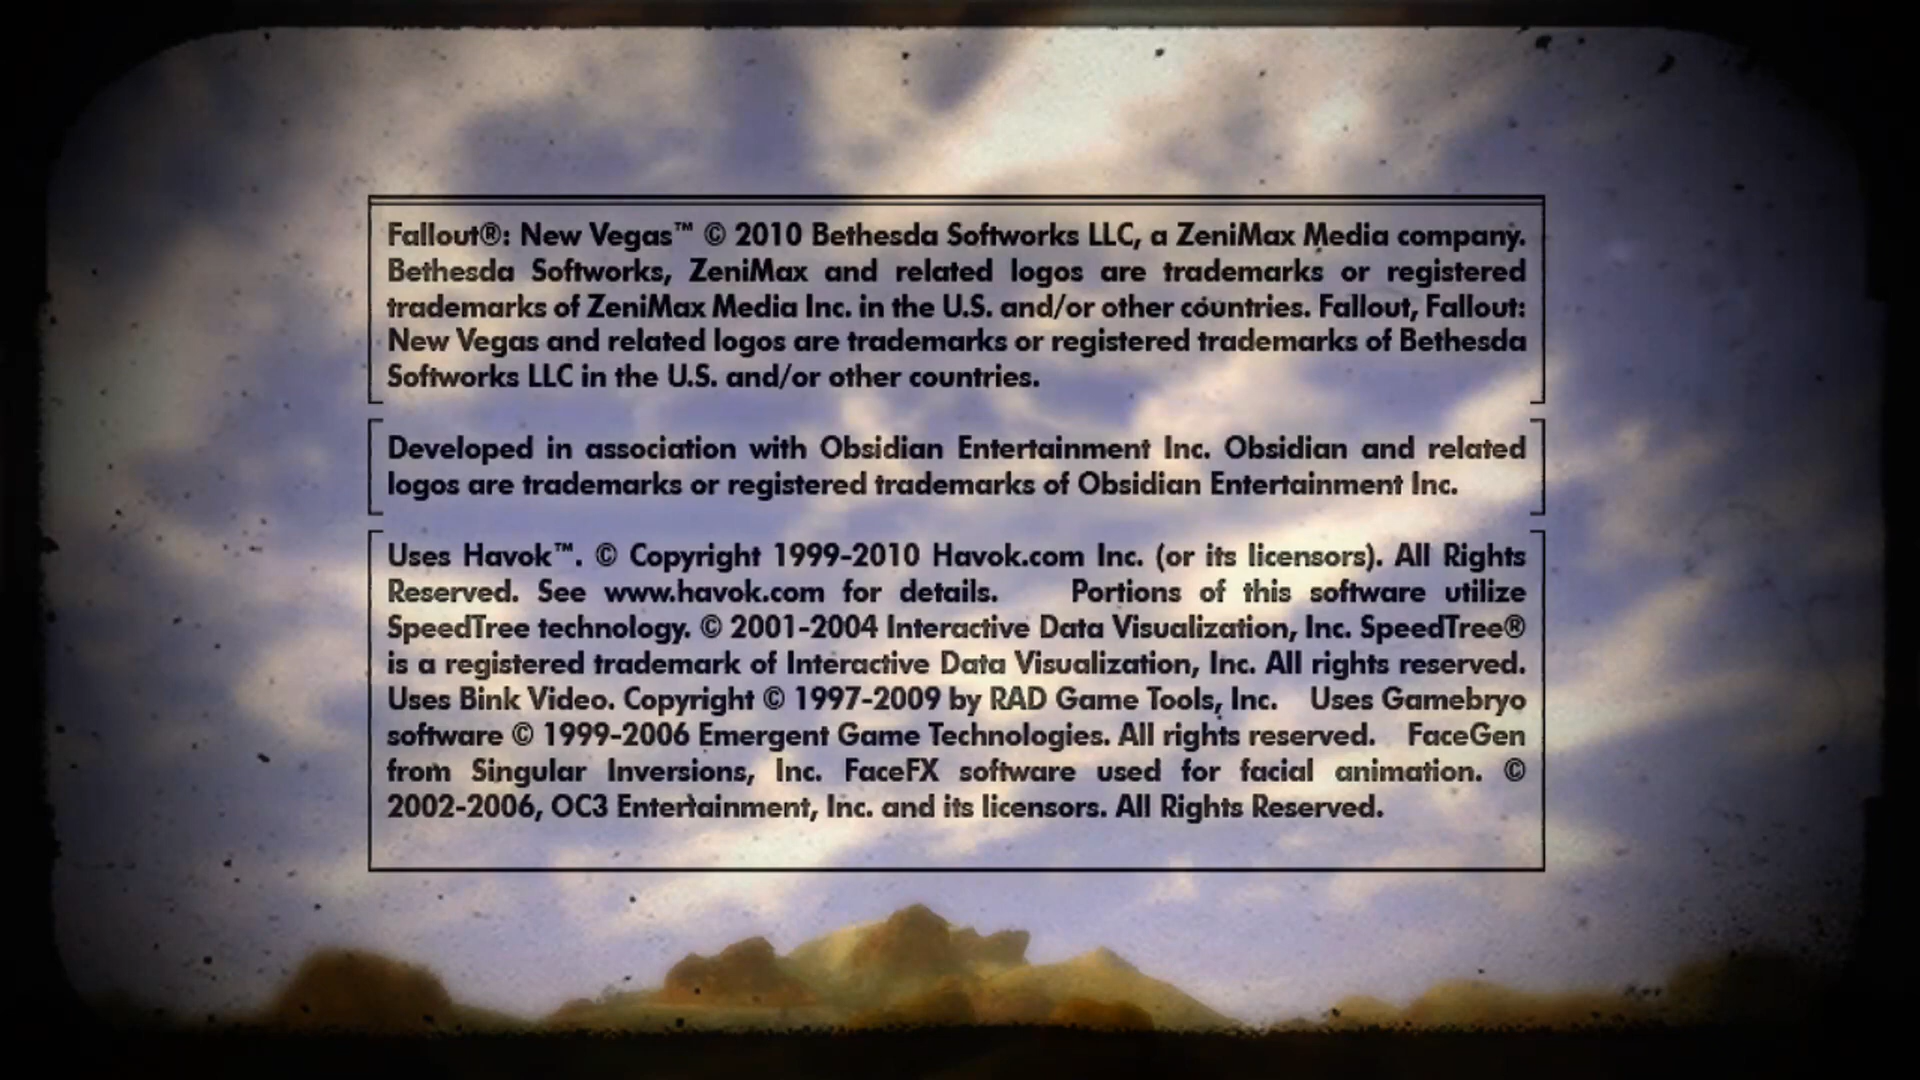 Fallout®: New Vegas™ © 2010 Bethesda Softworks LLC, a ZeniMax Media company.
Bethesda Softworks, ZeniMax and related logos are trademarks or registered
trademarks of ZeniMax Media Inc. in the U.S. and/or other countries. Fallout, Fallout:
New Vegas and related logos are trademarks or registered trademarks of Bethesda
Softworks LLC in the U.S. and/or other countries.
Developed in association with Obsidian Entertainment Inc. Obsidian and related
logos are trademarks or registered trademarks of Obsidian Entertainment Inc.
Uses Havok™. © Copyright 1999-2010 Havok.com Inc. (or its licensors). All Rights
Reserved. See www.havok.com for details. Portions of this software utilize
SpeedTree technology. © 2001-2004 Interactive Data Visualization, Inc. SpeedTree®
is a registered trademark of Interactive Data Visualization, Inc. All rights reserved.
Uses Bink Video. Copyright © 1997-2009 by RAD Game Tools, Inc. Uses Gamebryo
software © 1999-2006 Emergent Game Technologies. All rights reserved. FaceGen
from Singular Inversions, Inc. FaceFX software used for facial animation. ©
2002-2006, OC3 Entertainment, Inc. and its licensors. All Rights Reserved.